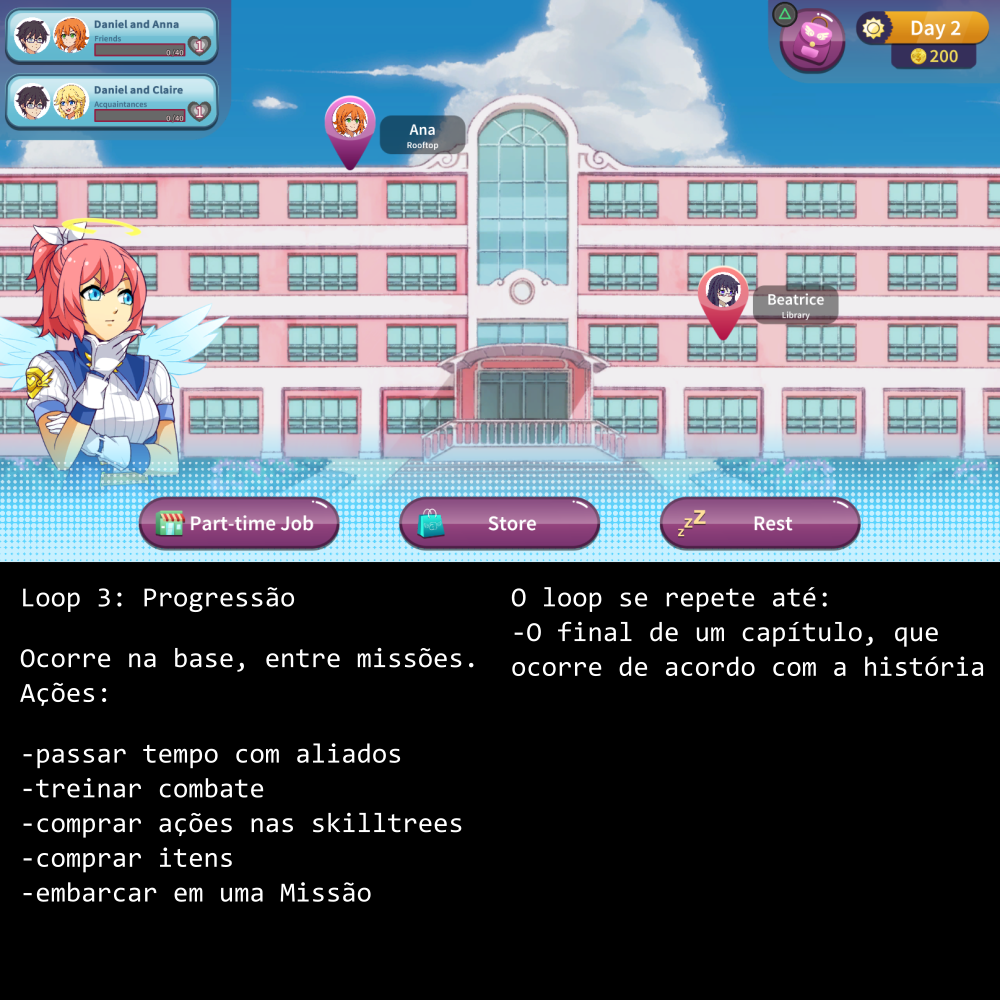 Daniel and Anna
Friends
0/40
1
Daniel and Claire
Acquaintances
0/40
1
Day 2
200
Ana
Rooftop
Beatrice
Library
Part-time Job
Store
zzZ
Rest
Loop 3: Progressão
Ocorre na base, entre missões.
Ações:
-passar tempo com aliados
-treinar combate
-comprar ações nas skilltrees
-comprar itens
-embarcar em uma Missão
O loop se repete até:
-O final de um capítulo, que
ocorre de acordo com a história